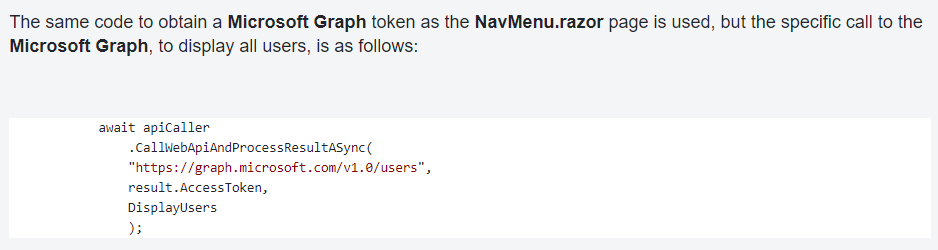 The same code to obtain a Microsoft Graph token as the NavMenu.razor page is used, but the specific call to the
Microsoft Graph, to display all users, is as follows:
await apiCaller
.CallWebApiAndProcessResultASync(
"https://graph.microsoft.com/v1.0/users",
result.AccessToken,
DisplayUsers
);